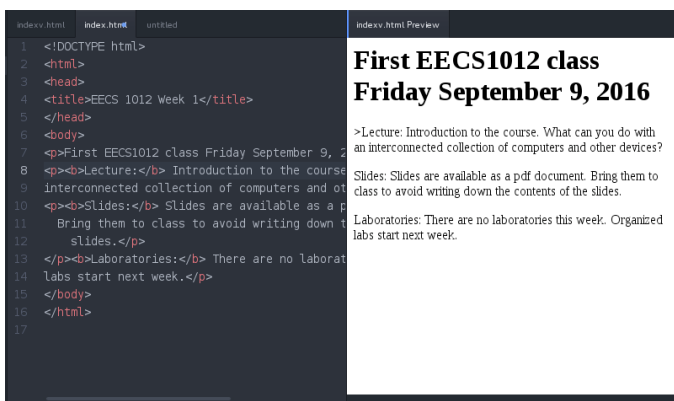 indexv.html index.html untitled
1 <!DOCTYPE html>
2 <html>
3 <head>
4 <title>EECS 1012 Week 1</title>
5 </head>
6 <body>
7 <p>First EECS1012 class Friday September 9, 2
8 <p><b>Lecture:</b> Introduction to the course
9 interconnected collection of computers and ot
10 <p><b>Slides:</b> Slides are available as a p
11 Bring them to class to avoid writing down t
12 slides.</p>
13 </p><b>Laboratories:</b> There are no laborat
14 labs start next week.</p>
15 </body>
16 </html>
17
indexv.html Preview
First EECS1012 class
Friday September 9, 2016
>Lecture: Introduction to the course. What can you do with
an interconnected collection of computers and other devices?
Slides: Slides are available as a pdf document. Bring them to
class to avoid writing down the contents of the slides.
Laboratories: There are no laboratories this week. Organized
labs start next week.